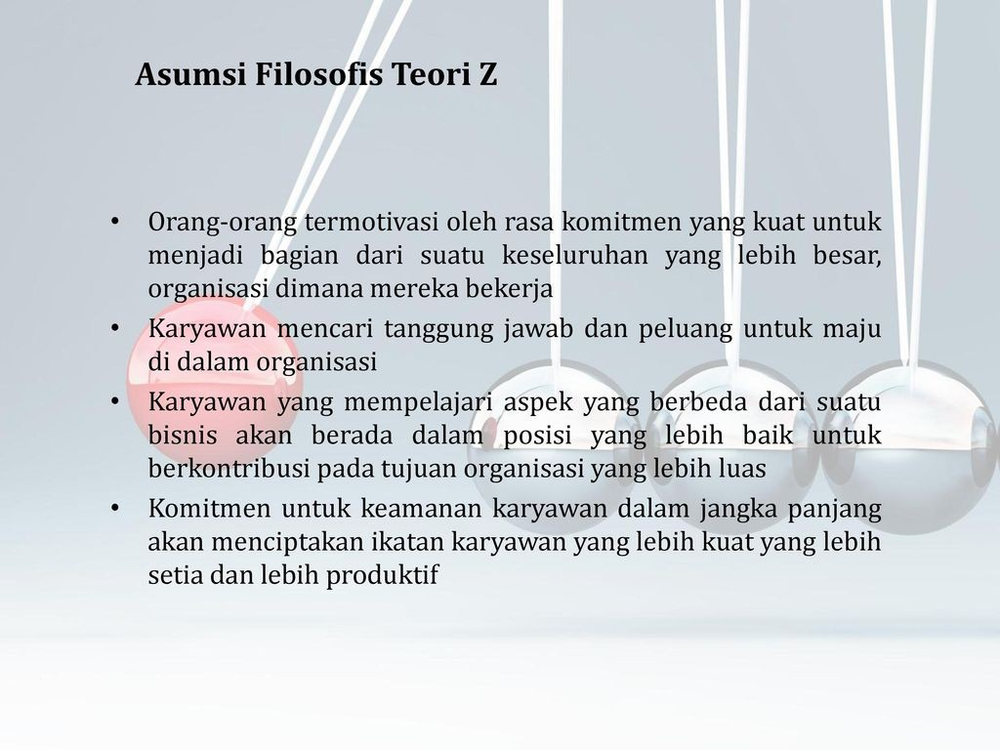 Asumsi Filosofis Teori Z
• Orang-orang termotivasi oleh rasa komitmen yang kuat untuk
menjadi bagian dari suatu keseluruhan yang lebih besar,
organisasi dimana mereka bekerja
• Karyawan mencari tanggung jawab dan peluang untuk maju
di dalam organisasi
• Karyawan yang mempelajari aspek yang berbeda dari suatu
bisnis akan berada dalam posisi yang lebih baik untuk
berkontribusi pada tujuan organisasi yang lebih luas
• Komitmen untuk keamanan karyawan dalam jangka panjang
akan menciptakan ikatan karyawan yang lebih kuat yang lebih
setia dan lebih produktif